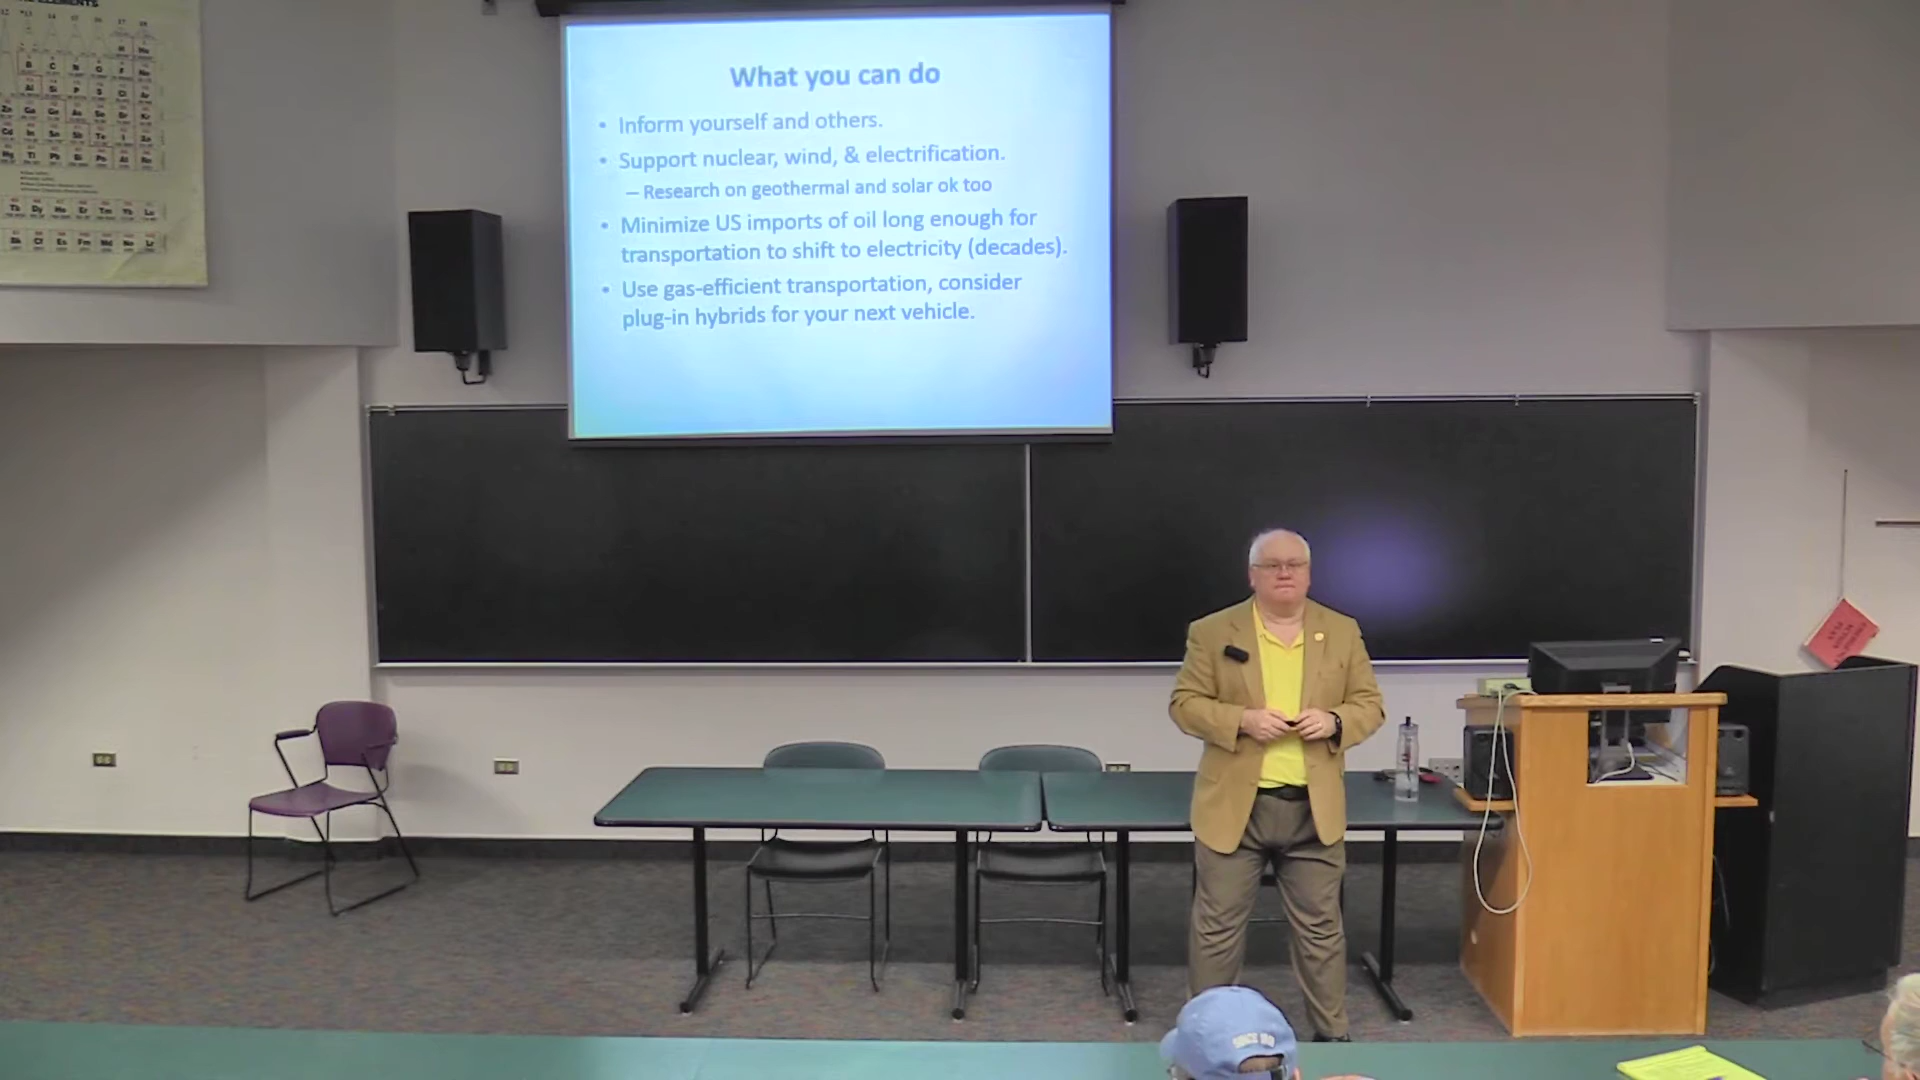 ELEMENTS
What you can do
• Inform yourself and others.
• Support nuclear, wind, & electrification.
– Research on geothermal and solar ok too
• Minimize US imports of oil long enough for
transportation to shift to electricity (decades).
• Use gas-efficient transportation, consider
plug-in hybrids for your next vehicle.